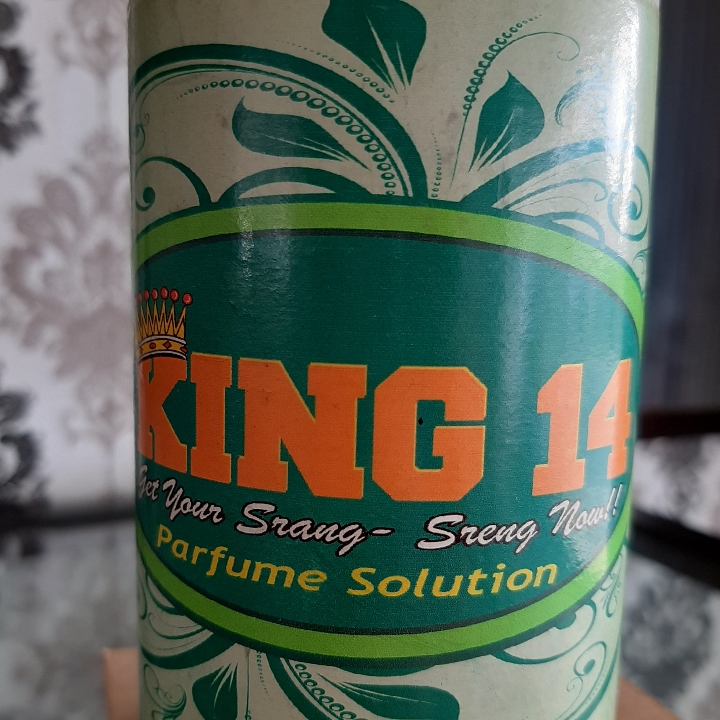 KING 14
Get Your Srang- Sreng Now!!
Parfume Solution